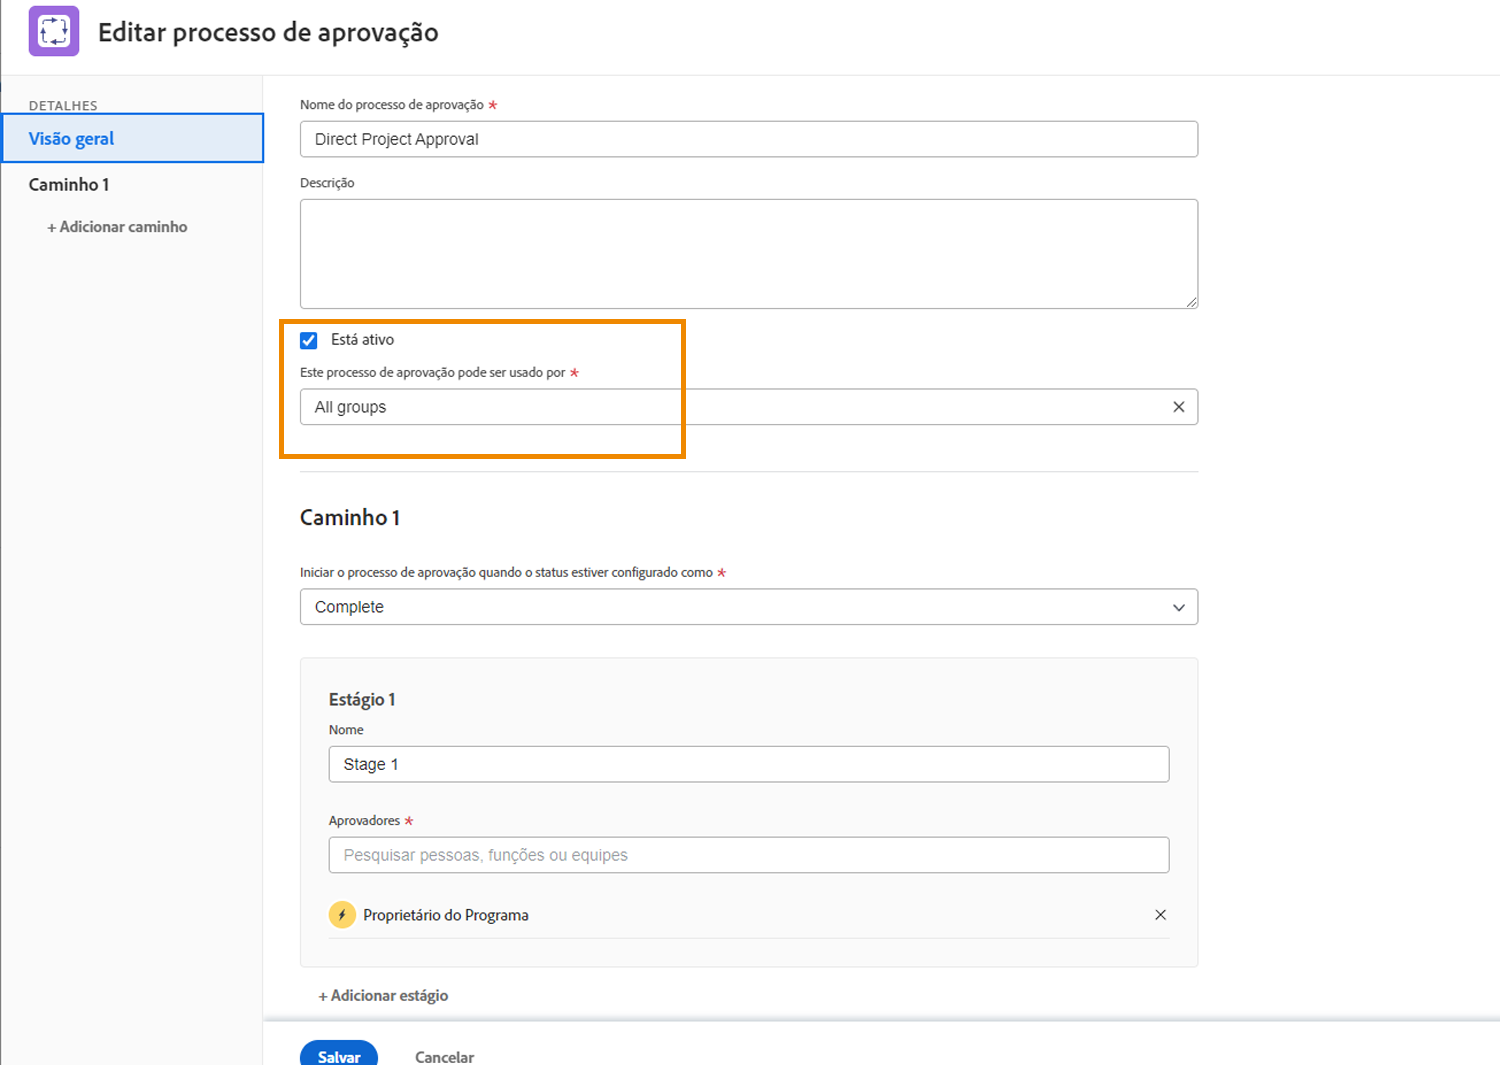 Editar processo de aprovação
DETALHES
Visão geral
Caminho 1
+ Adicionar caminho
Nome do processo de aprovação *
Direct Project Approval
Descrição
Está ativo
Este processo de aprovação pode ser usado por *
All groups
Caminho 1
Iniciar o processo de aprovação quando o status estiver configurado como *
Complete
Estágio 1
Nome
Stage 1
Aprovadores *
Pesquisar pessoas, funções ou equipes
Proprietário do Programa
+ Adicionar estágio
Salvar Cancelar